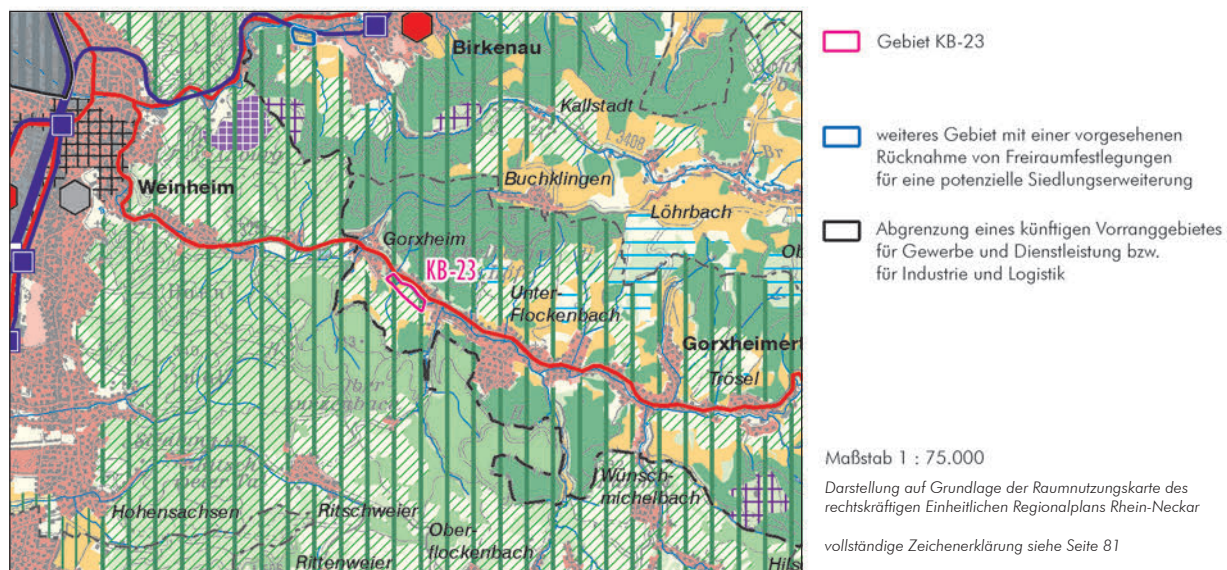 Birkenau
Kallstadt
L 3408
Buchklingen
Weinheim
Löhrbach
Gorxheim
KB-23
Unter-
Flockenbach
Trösel
Wünsch-
michelbach
Hohensachsen
Ritschweier
Ober-
flockenbach
Rittenweier
Gebiet KB-23
weiteres Gebiet mit einer vorgesehenen
Rücknahme von Freiraumfestlegungen
für eine potenzielle Siedlungserweiterung
Abgrenzung eines künftigen Vorranggebietes
für Gewerbe und Dienstleistung bzw.
für Industrie und Logistik
Maßstab 1 : 75.000
Darstellung auf Grundlage der Raumnutzungskarte des
rechtskräftigen Einheitlichen Regionalplans Rhein-Neckar
vollständige Zeichenerklärung siehe Seite 81